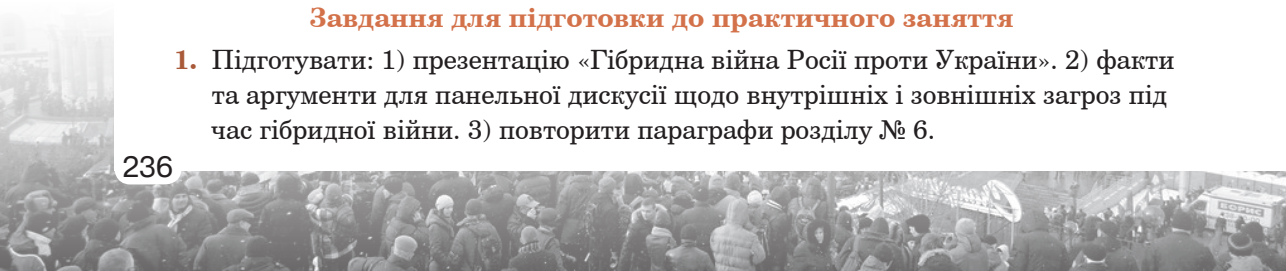 Завдання для підготовки до практичного заняття
1. Підготувати: 1) презентацію «Гібридна війна Росії проти України». 2) факти
та аргументи для панельної дискусії щодо внутрішніх і зовнішніх загроз під
час гібридної війни. 3) повторити параграфи розділу № 6.
236
БОРИС